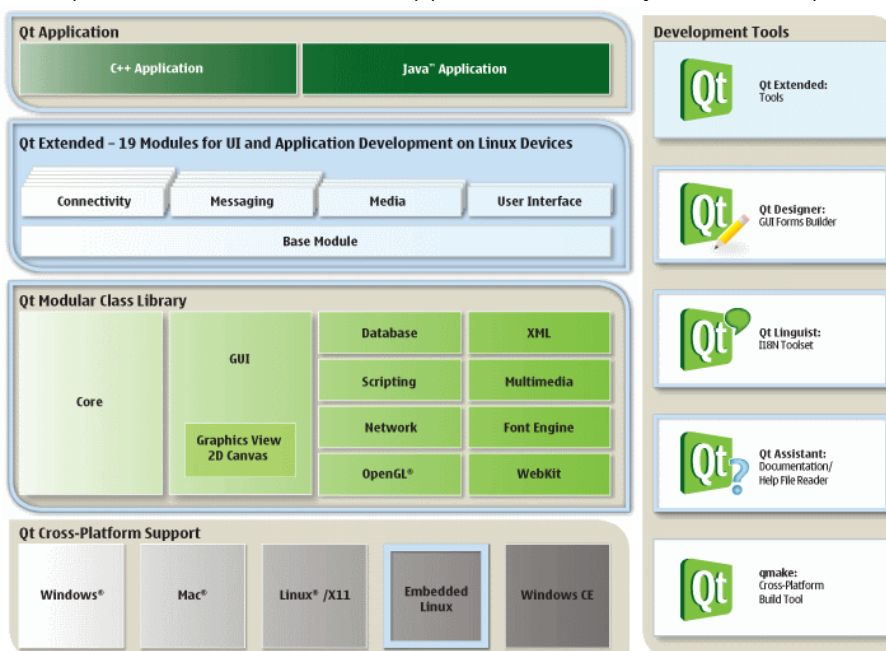 Qt Application
C++ Application
Java™ Application
Qt Extended – 19 Modules for UI and Application Development on Linux Devices
Connectivity
Messaging
Media
User Interface
Base Module
Qt Modular Class Library
Core
GUI
Graphics View
2D Canvas
Database
XML
Scripting
Multimedia
Network
Font Engine
OpenGL®
WebKit
Qt Cross-Platform Support
Windows®
Mac®
Linux® /X11
Embedded
Linux
Windows CE
Development Tools
Qt
Qt Extended:
Tools
Qt
Qt Designer:
GUI Forms Builder
Qt
Qt Linguist:
I18N Toolset
Qt
Qt Assistant:
Documentation/
Help File Reader
Qt
qmake:
Cross-Platform
Build Tool